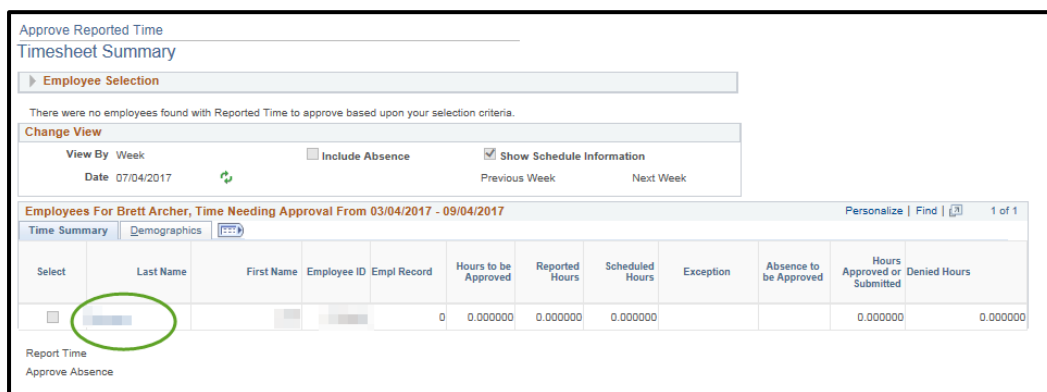 Approve Reported Time
Timesheet Summary
Employee Selection
There were no employees found with Reported Time to approve based upon your selection criteria.
Change View
View By Week Include Absence Show Schedule Information
Date 07/04/2017 Previous Week Next Week
Employees For Brett Archer, Time Needing Approval From 03/04/2017 - 09/04/2017 Personalize | Find | 1 of 1
Time Summary Demographics
Select Last Name First Name Employee ID Empl Record Hours to be Approved Reported Hours Scheduled Hours Exception Absence to be Approved Hours Approved or Submitted Denied Hours
0 0.000000 0.000000 0.000000 0.000000 0.000000
Report Time
Approve Absence